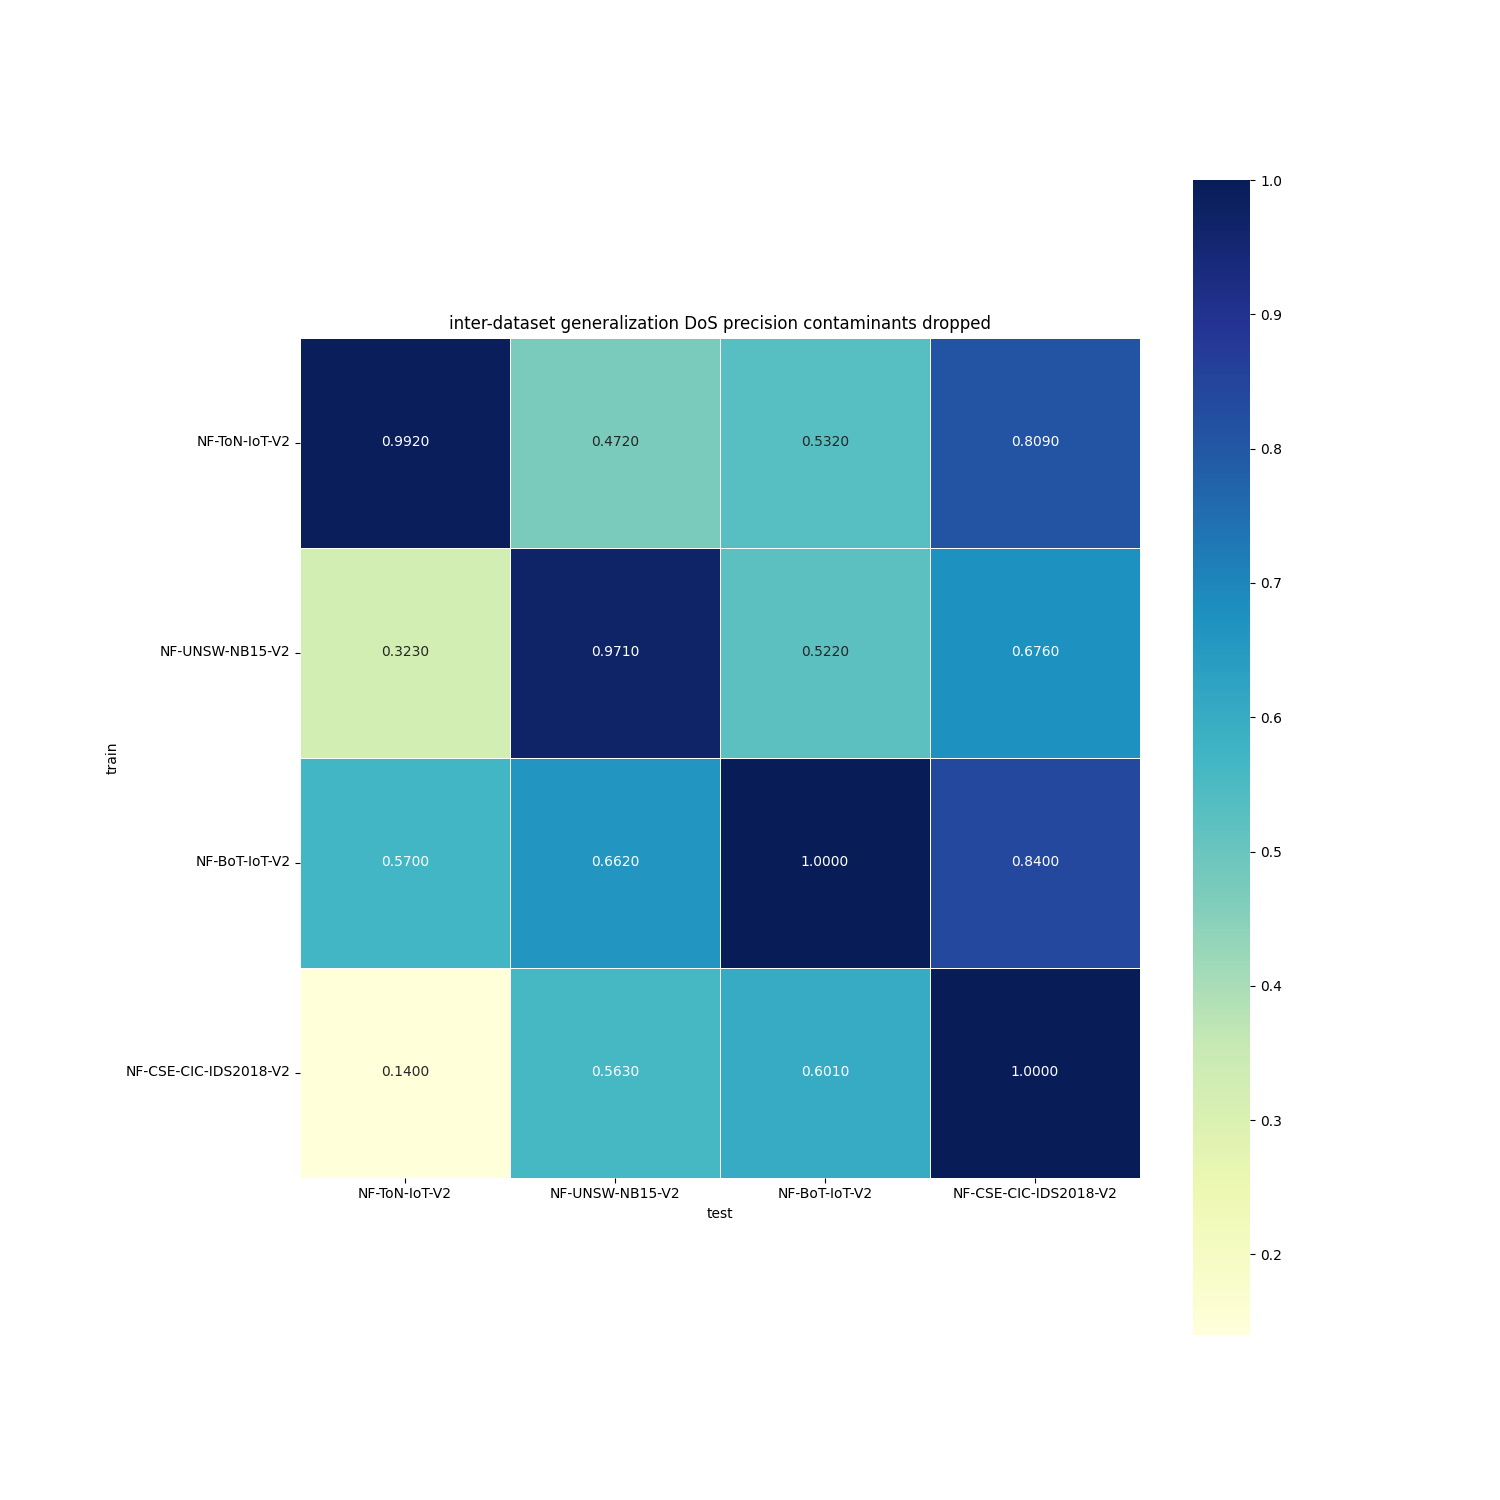 inter-dataset generalization DoS precision contaminants dropped
NF-ToN-IoT-V2
0.9920
0.4720
0.5320
0.8090
NF-UNSW-NB15-V2
0.3230
0.9710
0.5220
0.6760
train
NF-BoT-IoT-V2
0.5700
0.6620
1.0000
0.8400
NF-CSE-CIC-IDS2018-V2
0.1400
0.5630
0.6010
1.0000
NF-ToN-IoT-V2
NF-UNSW-NB15-V2
NF-BoT-IoT-V2
NF-CSE-CIC-IDS2018-V2
test
1.0
0.9
0.8
0.7
0.6
0.5
0.4
0.3
0.2